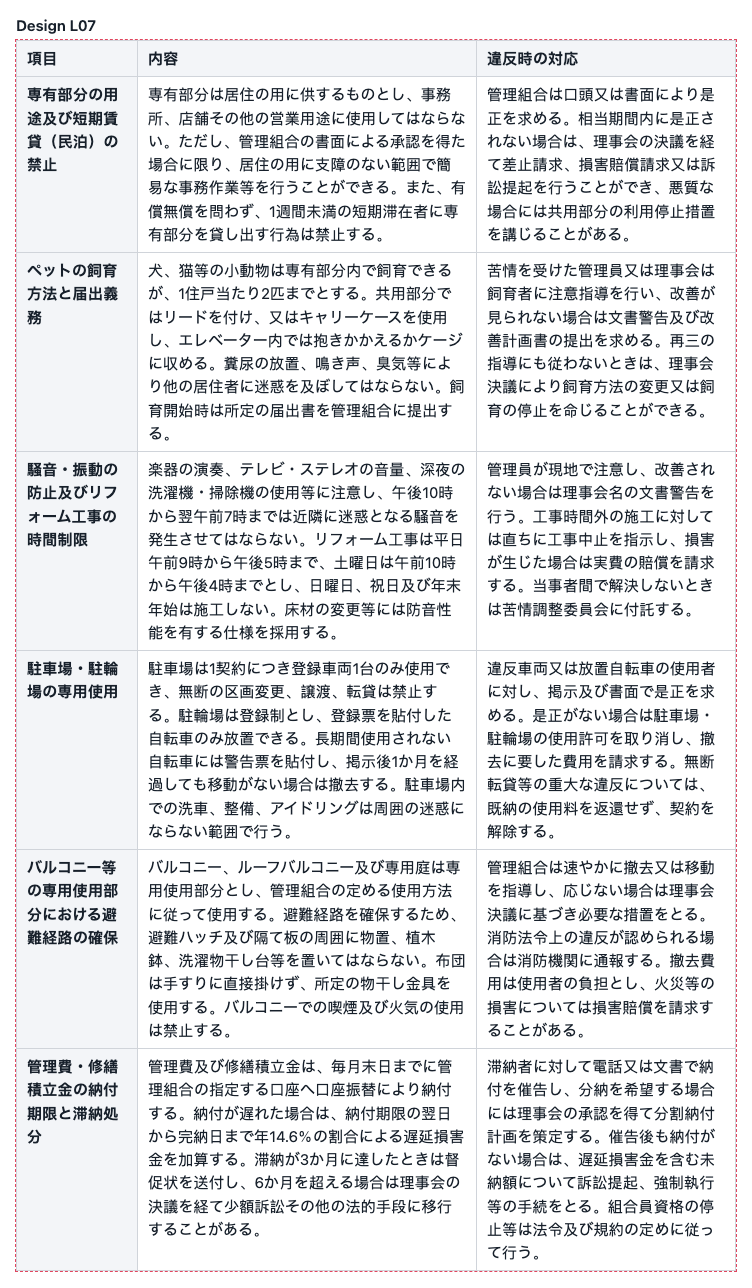 Design L07
項目
内容
違反時の対応
専有部分の用
途及び短期賃
貸（民泊）の
禁止
専有部分は居住の用に供するものとし、事務
所、店舗その他の営業用途に使用してはならな
い。ただし、管理組合の書面による承認を得た
場合に限り、居住の用に支障のない範囲で簡
易な事務作業等を行うことができる。また、有
償無償を問わず、1週間未満の短期滞在者に専
有部分を貸し出す行為は禁止する。
管理組合は口頭又は書面により是
正を求める。相当期間内に是正さ
れない場合は、理事会の決議を経
て差止請求、損害賠償請求又は訴
訟提起を行うことができ、悪質な
場合には共用部分の利用停止措置
を講じることがある。
ペットの飼育
方法と届出義
務
犬、猫等の小動物は専有部分内で飼育できる
が、1住戸当たり2匹までとする。共用部分で
はリードを付け、又はキャリーケースを使用
し、エレベーター内では抱きかかえるかケージ
に収める。糞尿の放置、鳴き声、臭気等によ
り他の居住者に迷惑を及ぼしてはならない。飼
育開始時は所定の届出書を管理組合に提出す
る。
苦情を受けた管理員又は理事会は
飼育者に注意指導を行い、改善が
見られない場合は文書警告及び改
善計画書の提出を求める。再三の
指導にも従わないときは、理事会
決議により飼育方法の変更又は飼
育の停止を命じることができる。
騒音・振動の
防止及びリフ
ォーム工事の
時間制限
楽器の演奏、テレビ・ステレオの音量、深夜の
洗濯機・掃除機の使用等に注意し、午後10時
から翌午前7時までは近隣に迷惑となる騒音を
発生させてはならない。リフォーム工事は平日
午前9時から午後5時まで、土曜日は午前10時
から午後4時までとし、日曜日、祝日及び年末
年始は施工しない。床材の変更等には防音性
能を有する仕様を採用する。
管理員が現地で注意し、改善され
ない場合は理事会名の文書警告を
行う。工事時間外の施工に対して
は直ちに工事中止を指示し、損害
が生じた場合は実費の賠償を請求
する。当事者間で解決しないとき
は苦情調整委員会に付託する。
駐車場・駐輪
場の専用使用
駐車場は1契約につき登録車両1台のみ使用で
き、無断の区画変更、譲渡、転貸は禁止す
る。駐輪場は登録制とし、登録票を貼付した
自転車のみ放置できる。長期間使用されない
自転車には警告票を貼付し、掲示後1か月を経
過しても移動がない場合は撤去する。駐車場内
での洗車、整備、アイドリングは周囲の迷惑に
ならない範囲で行う。
違反車両又は放置自転車の使用者
に対し、掲示及び書面で是正を求
める。是正がない場合は駐車場・
駐輪場の使用許可を取り消し、撤
去に要した費用を請求する。無断
転貸等の重大な違反については、
既納の使用料を返還せず、契約を
解除する。
バルコニー等
の専用使用部
分における避
難経路の確保
バルコニー、ルーフバルコニー及び専用庭は専
用使用部分とし、管理組合の定める使用方法
に従って使用する。避難経路を確保するため、
避難ハッチ及び隔て板の周囲に物置、植木
鉢、洗濯物干し台等を置いてはならない。布団
は手すりに直接掛けず、所定の物干し金具を
使用する。バルコニーでの喫煙及び火気の使用
は禁止する。
管理組合は速やかに撤去又は移動
を指導し、応じない場合は理事会
決議に基づき必要な措置をとる。
消防法令上の違反が認められる場
合は消防機関に通報する。撤去費
用は使用者の負担とし、火災等の
損害については損害賠償を請求す
ることがある。
管理費・修繕
積立金の納付
期限と滞納処
分
管理費及び修繕積立金は、毎月末日までに管
理組合の指定する口座へ口座振替により納付
する。納付が遅れた場合は、納付期限の翌日
から完納日まで年14.6%の割合による遅延損害
金を加算する。滞納が3か月に達したときは督
促状を送付し、6か月を超える場合は理事会の
決議を経て少額訴訟その他の法的手段に移行
することがある。
滞納者に対して電話又は文書で納
付を催告し、分納を希望する場合
には理事会の承認を得て分割納付
計画を策定する。催告後も納付が
ない場合は、遅延損害金を含む未
納額について訴訟提起、強制執行
等の手続をとる。組合員資格の停
止等は法令及び規約の定めに従っ
て行う。